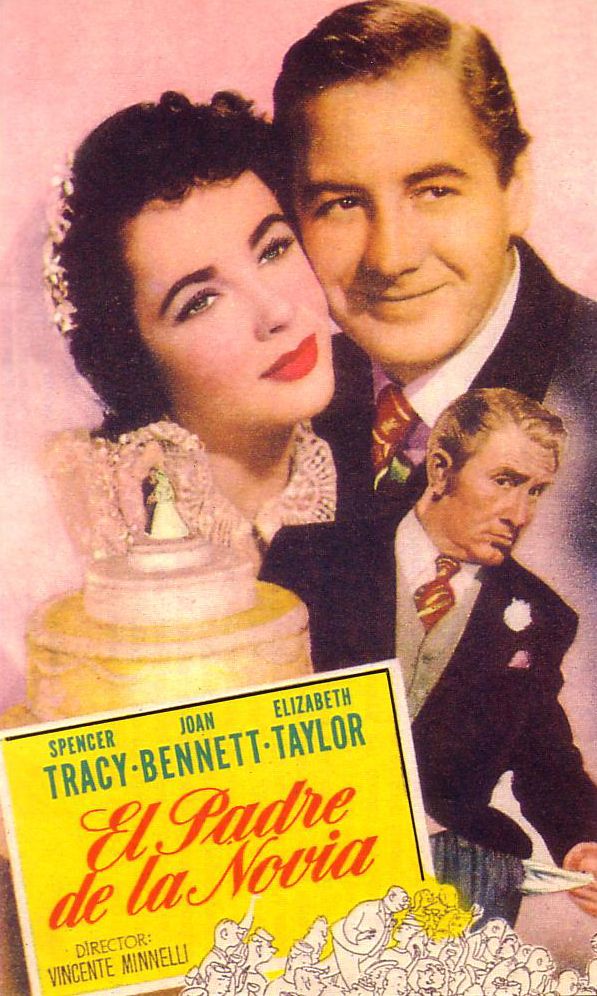 SPENCER JOAN ELIZABETH
TRACY·BENNETT·TAYLOR
El Padre
de la Novia
DIRECTOR:
VINCENTE MINNELLI